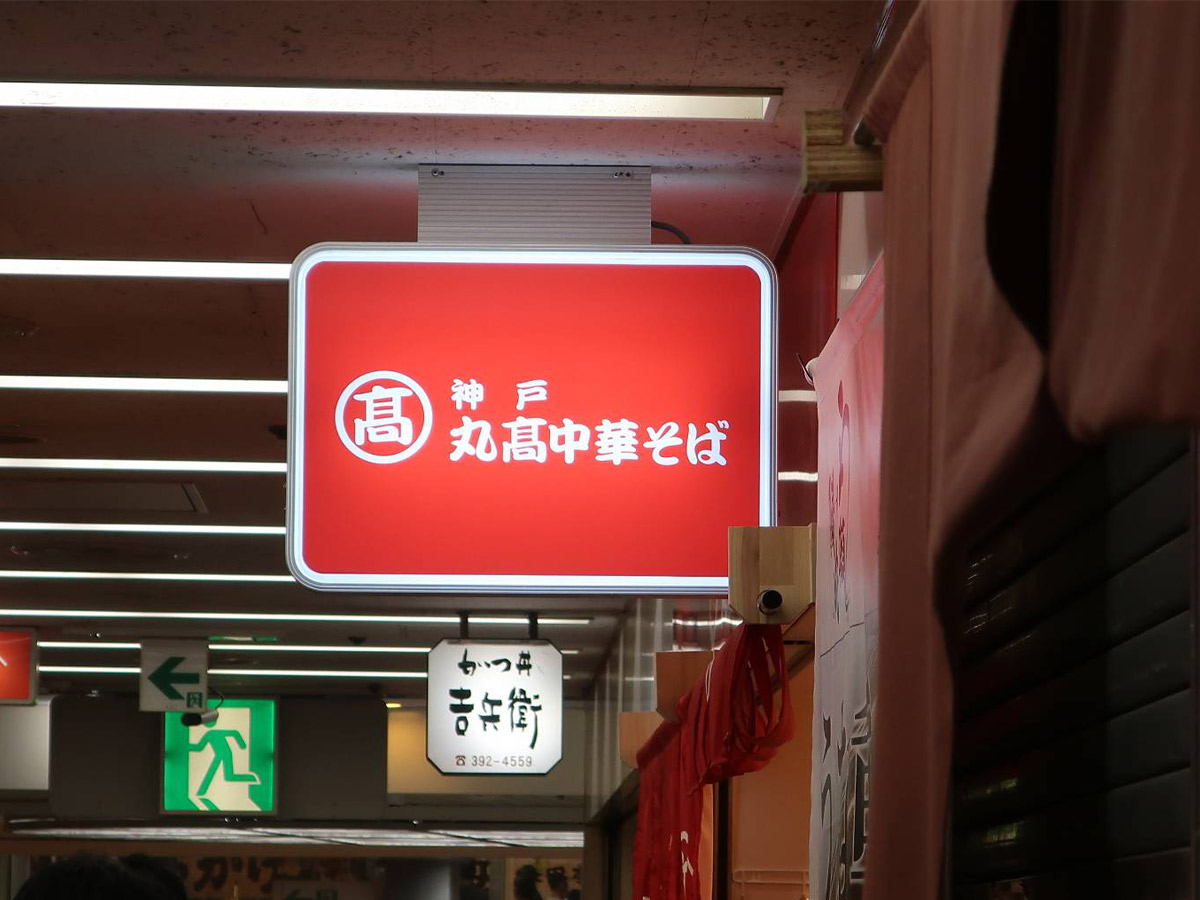 髙
神戸
丸髙中華そば
かつ丼
吉兵衛
☎392-4559